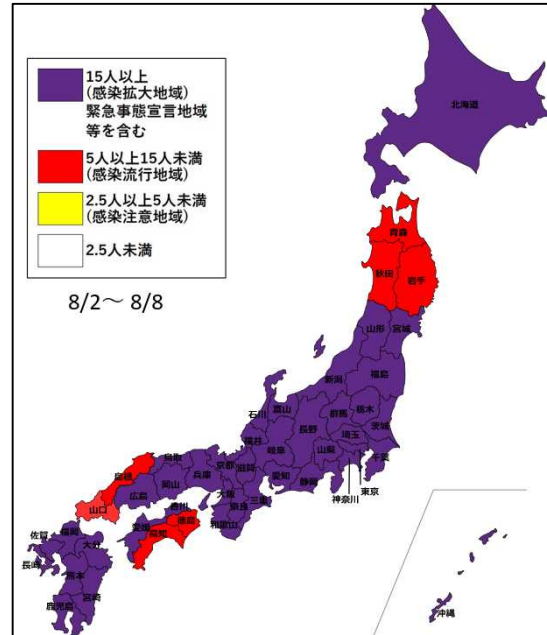 15人以上
(感染拡大地域)
緊急事態宣言地域
等を含む
5人以上15人未満
(感染流行地域)
2.5人以上5人未満
(感染注意地域)
2.5人未満
8/2～ 8/8
北海道
青森
秋田
岩手
山形
宮城
新潟
福島
石川
富山
群馬
栃木
福井
長野
埼玉
茨城
岐阜
山梨
千葉
鳥取
京都
滋賀
愛知
静岡
神奈川
東京
島根
兵庫
岡山
広島
大阪
奈良
三重
山口
香川
徳島
和歌山
愛媛
高知
佐賀
福岡
大分
長崎
熊本
宮崎
鹿児島
沖縄